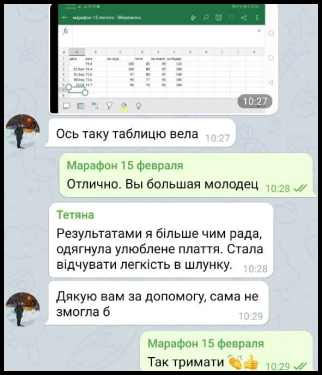 марафон 15 лютого - Збережено
fx
10:27
Ось таку таблицю вела 10:27
Марафон 15 февраля
Отлично. Вы большая молодец 10:28
Тетяна
Результатами я більше чим рада,
одягнула улюблене плаття. Стала
відчувати легкість в шлунку. 10:28
Дякую вам за допомогу, сама не
змогла б 10:29
Марафон 15 февраля
Так тримати 👏👍 10:29